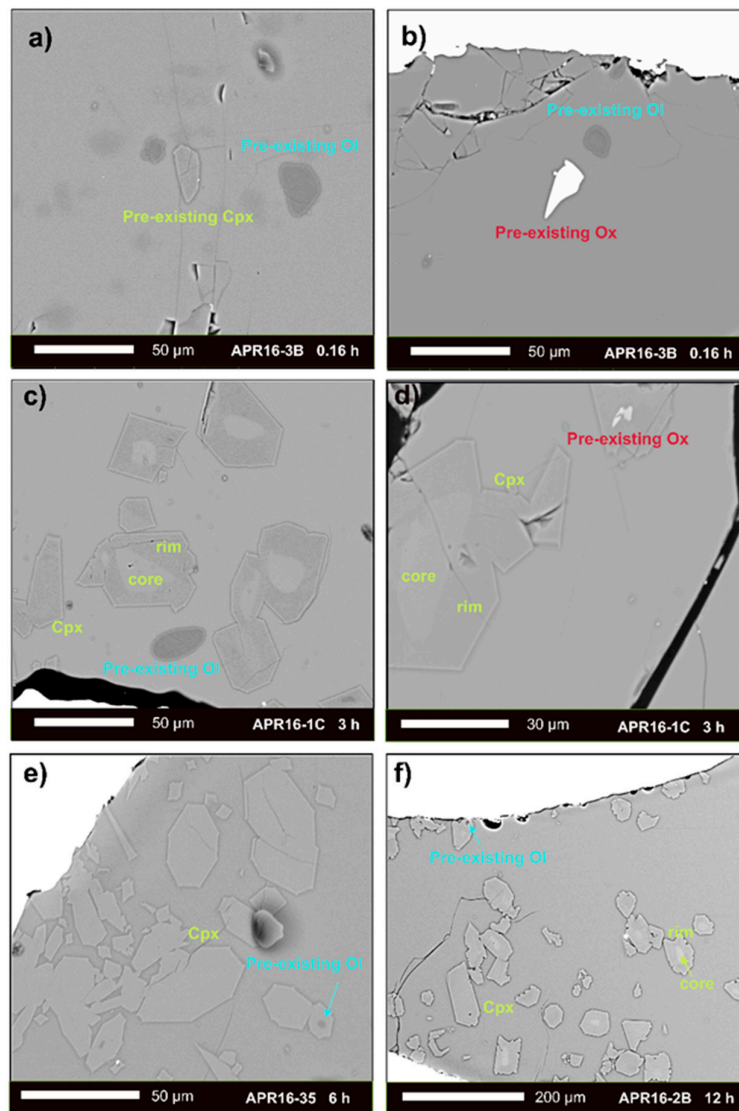 a)
Pre-existing Ol
Pre-existing Cpx
50 µm APR16-3B 0.16 h
b)
Pre-existing Ol
Pre-existing Ox
50 µm APR16-3B 0.16 h
c)
rim
core
Cpx
Pre-existing Ol
50 µm APR16-1C 3 h
d)
Pre-existing Ox
Cpx
core
rim
30 µm APR16-1C 3 h
e)
Cpx
Pre-existing Ol
50 µm APR16-35 6 h
f)
Pre-existing Ol
rim
core
Cpx
200 µm APR16-2B 12 h